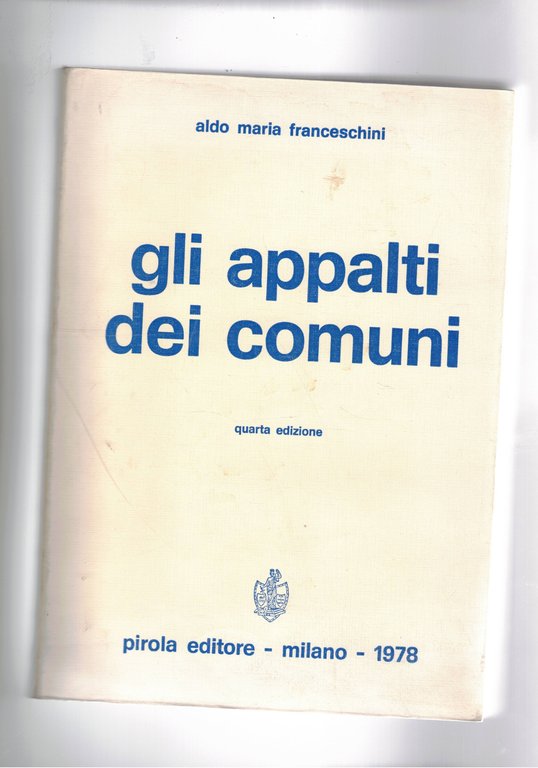 aldo maria franceschini
gli appalti
dei comuni
quarta edizione
pirola editore - milano - 1978